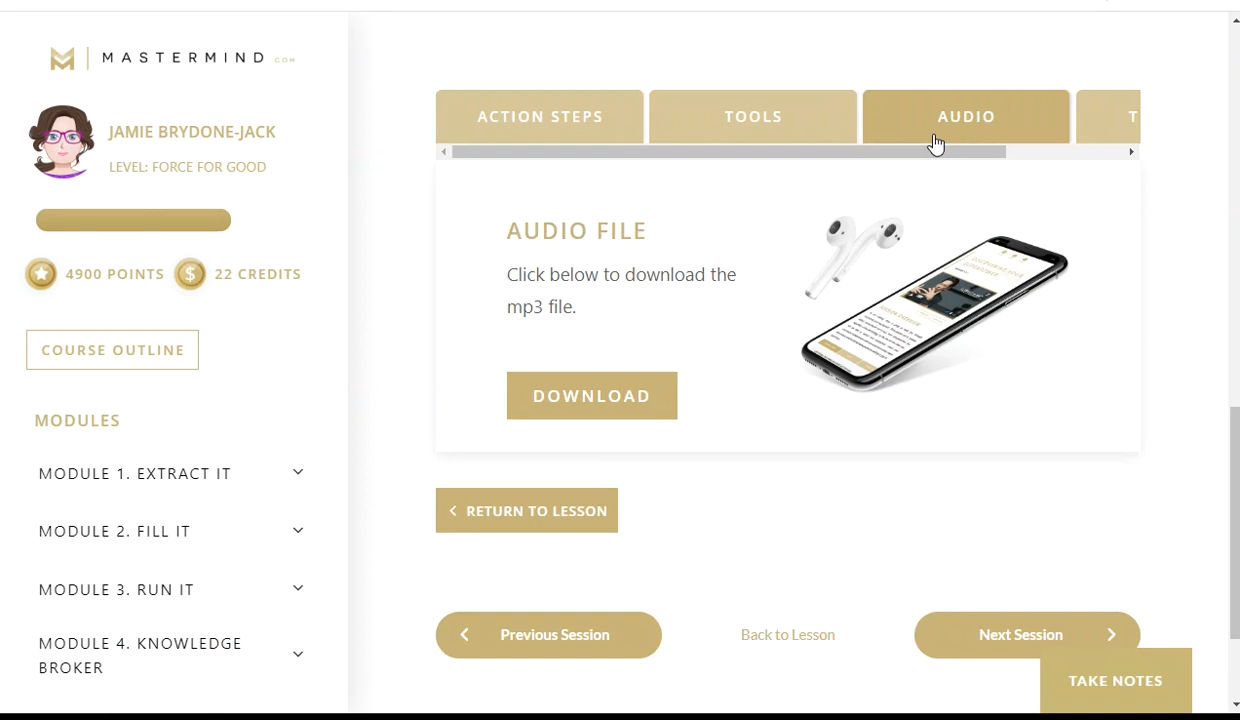 MASTERMIND.COM
JAMIE BRYDONE-JACK
LEVEL: FORCE FOR GOOD
4900 POINTS
22 CREDITS
COURSE OUTLINE
MODULES
MODULE 1. EXTRACT IT
MODULE 2. FILL IT
MODULE 3. RUN IT
MODULE 4. KNOWLEDGE
BROKER
ACTION STEPS
TOOLS
AUDIO
T
AUDIO FILE
Click below to download the
mp3 file.
DOWNLOAD
RETURN TO LESSON
Previous Session
Back to Lesson
Next Session
TAKE NOTES